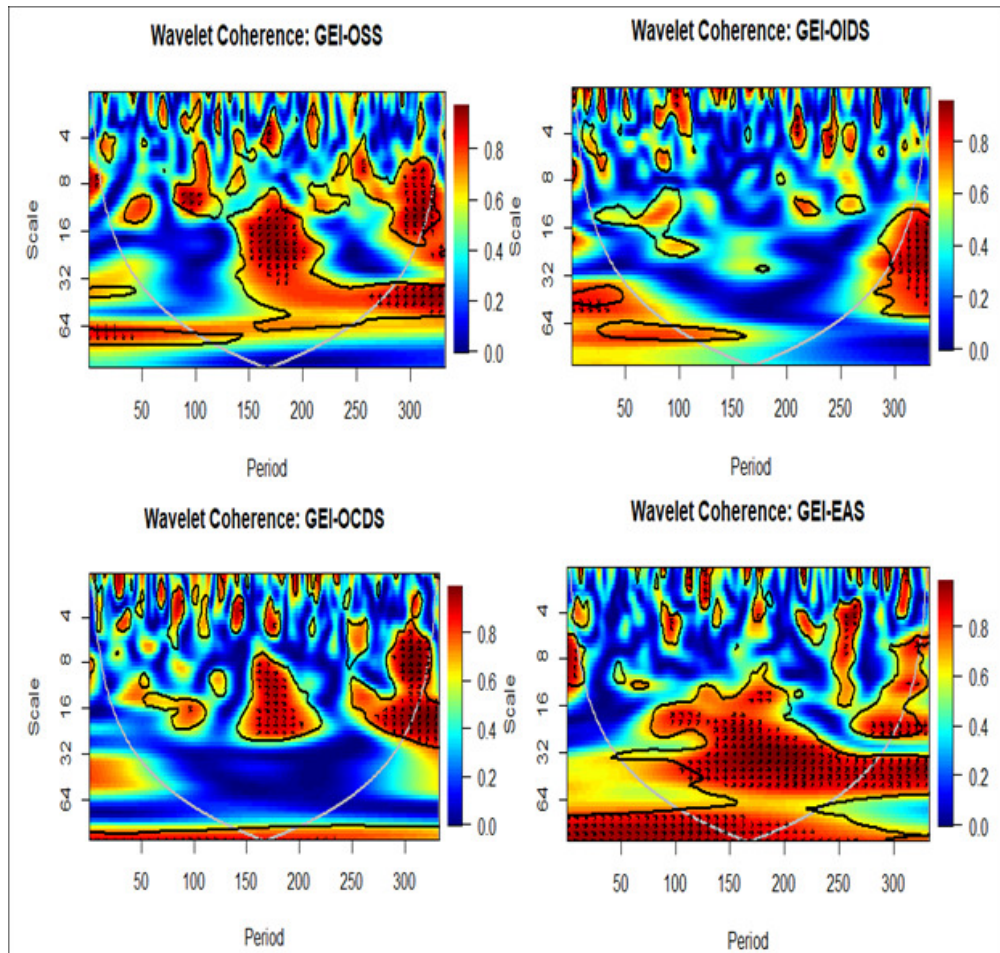 Wavelet Coherence: GEI-OSS
Scale
4
8
16
32
64
50 100 150 200 250 300
Period
0.8
0.6
0.4
0.2
0.0
Wavelet Coherence: GEI-OIDS
Scale
4
8
16
32
64
50 100 150 200 250 300
Period
0.8
0.6
0.4
0.2
0.0
Wavelet Coherence: GEI-OCDS
Scale
4
8
16
32
64
50 100 150 200 250 300
Period
0.8
0.6
0.4
0.2
0.0
Wavelet Coherence: GEI-EAS
Scale
4
8
16
32
64
50 100 150 200 250 300
Period
0.8
0.6
0.4
0.2
0.0